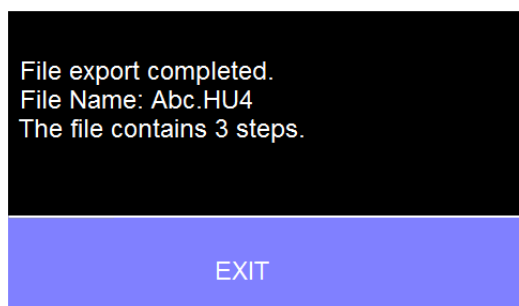 File export completed.
File Name: Abc.HU4
The file contains 3 steps.
EXIT